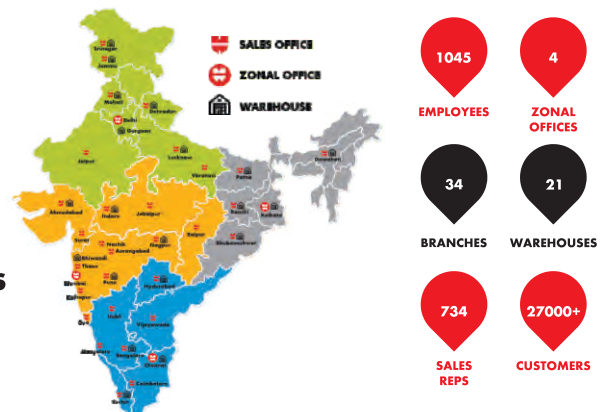 SALES OFFICE
ZONAL OFFICE
WAREHOUSE
Srinagar
Jammu
Mohali
Dehradun
Delhi
Gurgaon
Jaipur
Lucknow
Varanasi
Patna
Guwahati
Ranchi
Kolkata
Bhubaneshwar
Ahmedabad
Indore
Jabalpur
Raipur
Surat
Nashik
Nagpur
Aurangabad
Bhiwandi
Thane
Mumbai
Pune
Kolhapur
Goa
Hyderabad
Hubli
Vijayawada
Mangalore
Bangalore
Chennai
Coimbatore
S
1045
EMPLOYEES
4
ZONAL
OFFICES
34
BRANCHES
21
WAREHOUSES
734
SALES
REPS
27000+
CUSTOMERS